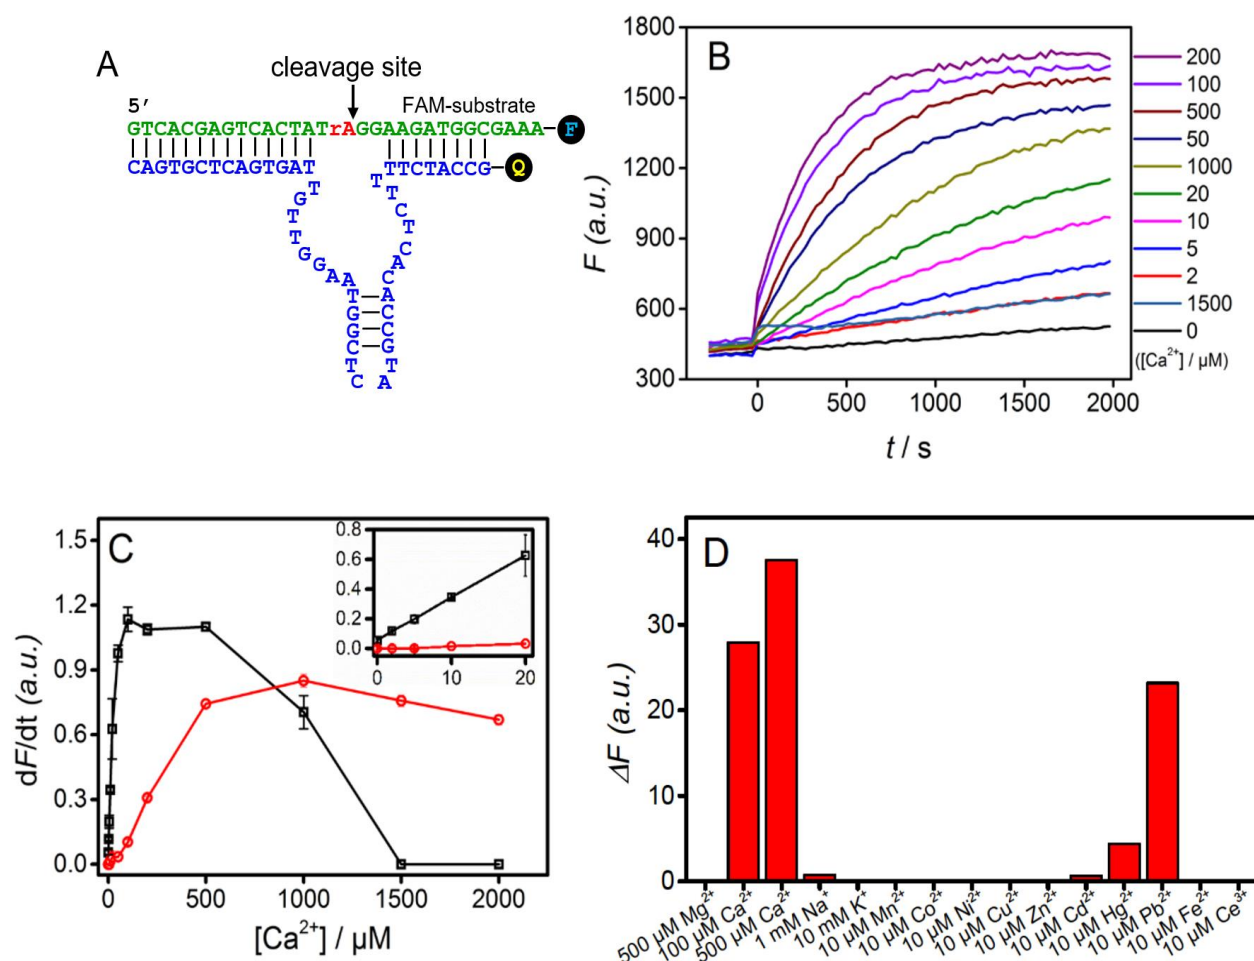 A
cleavage site
5′
FAM-substrate
GTCACGAGTCACTATrAGGAAGATGGCGAAA F
CAGTGCTCAGTGAT TTCTACCG Q
T
G
T
T
T
G
G
A
A
T
G
G
C
T
C
T
T
C
T
C
A
C
A
C
C
G
T
A
B
1800
1500
1200
900
600
300
F (a.u.)
0
500
1000
1500
2000
t / s
200
100
500
50
1000
20
10
5
2
1500
0
([Ca²⁺] / µM)
C
1.5
1.2
0.9
0.6
0.3
0.0
dF/dt (a.u.)
0
500
1000
1500
2000
[Ca²⁺] / µM
0.8
0.6
0.4
0.2
0.0
0
10
20
D
40
30
20
10
0
ΔF (a.u.)
500 µM Mg²⁺
100 µM Ca²⁺
500 µM Ca²⁺
1 mM Na⁺
10 mM K⁺
10 µM Mn²⁺
10 µM Co²⁺
10 µM Ni²⁺
10 µM Cu²⁺
10 µM Zn²⁺
10 µM Cd²⁺
10 µM Hg²⁺
10 µM Pb²⁺
10 µM Fe²⁺
10 µM Ce³⁺